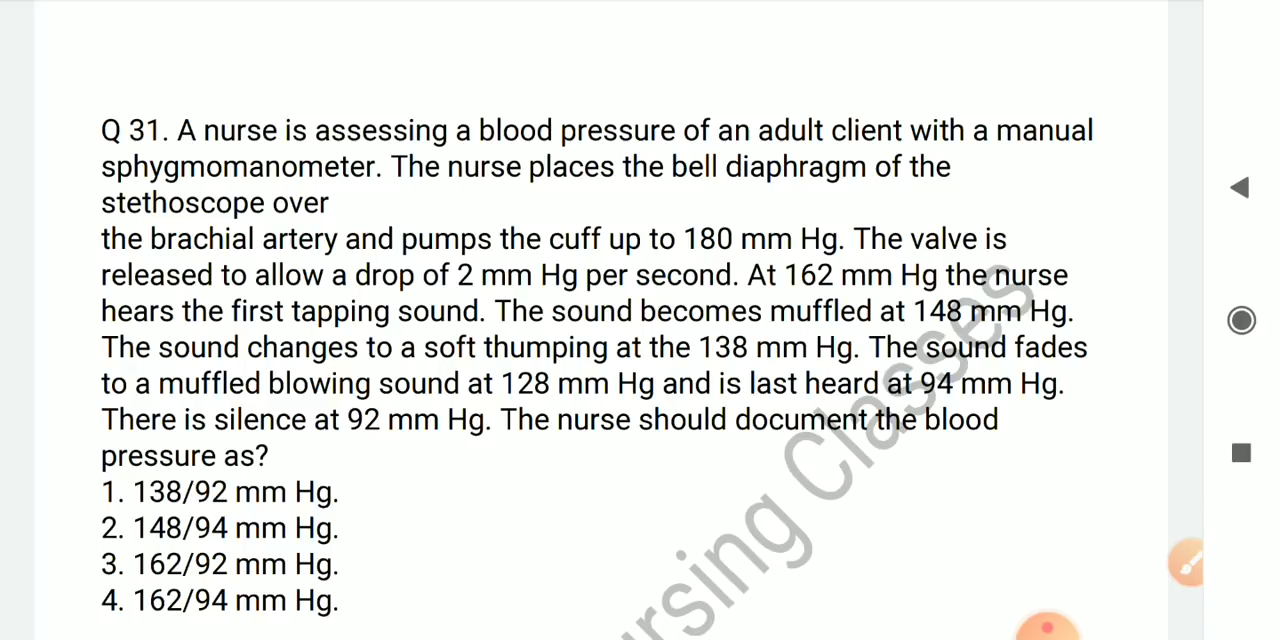 Q 31. A nurse is assessing a blood pressure of an adult client with a manual
sphygmomanometer. The nurse places the bell diaphragm of the
stethoscope over
the brachial artery and pumps the cuff up to 180 mm Hg. The valve is
released to allow a drop of 2 mm Hg per second. At 162 mm Hg the nurse
hears the first tapping sound. The sound becomes muffled at 148 mm Hg.
The sound changes to a soft thumping at the 138 mm Hg. The sound fades
to a muffled blowing sound at 128 mm Hg and is last heard at 94 mm Hg.
There is silence at 92 mm Hg. The nurse should document the blood
pressure as?
1. 138/92 mm Hg.
2. 148/94 mm Hg.
3. 162/92 mm Hg.
4. 162/94 mm Hg.
ursing Classes